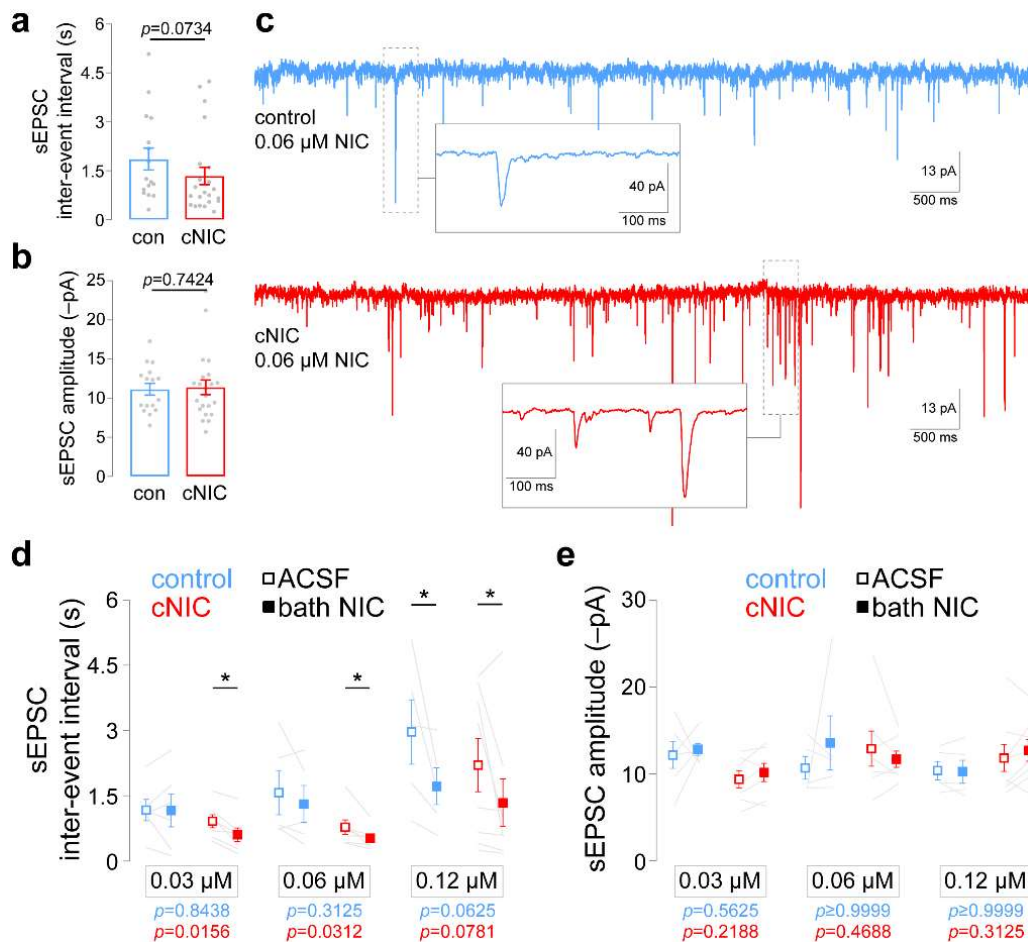 a
p=0.0734
sEPSC
inter-event interval (s)
6
4.5
3
1.5
0
con
cNIC
b
p=0.7424
sEPSC amplitude (–pA)
25
20
15
10
5
0
con
cNIC
c
control
0.06 µM NIC
40 pA
100 ms
13 pA
500 ms
cNIC
0.06 µM NIC
40 pA
100 ms
13 pA
500 ms
d
control
cNIC
ACSF
bath NIC
sEPSC
inter-event interval (s)
6
4.5
3
1.5
0
*
*
*
*
0.03 µM
0.06 µM
0.12 µM
p=0.8438
p=0.3125
p=0.0625
p=0.0156
p=0.0312
p=0.0781
e
control
cNIC
ACSF
bath NIC
sEPSC amplitude (–pA)
30
20
10
0
0.03 µM
0.06 µM
0.12 µM
p=0.5625
p≥0.9999
p≥0.9999
p=0.2188
p=0.4688
p=0.3125